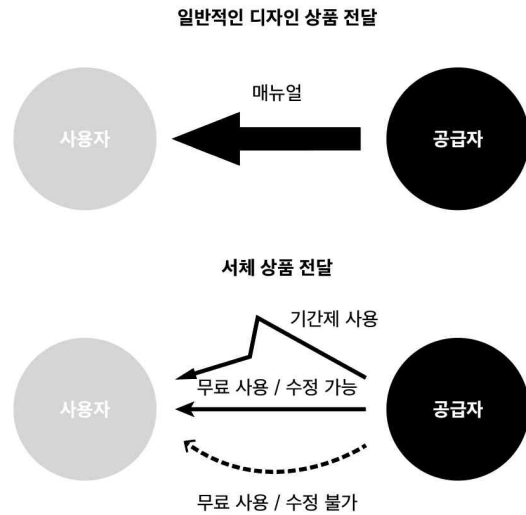 일반적인 디자인 상품 전달
매뉴얼
사용자
공급자
서체 상품 전달
기간제 사용
무료 사용 / 수정 가능
사용자
공급자
무료 사용 / 수정 불가